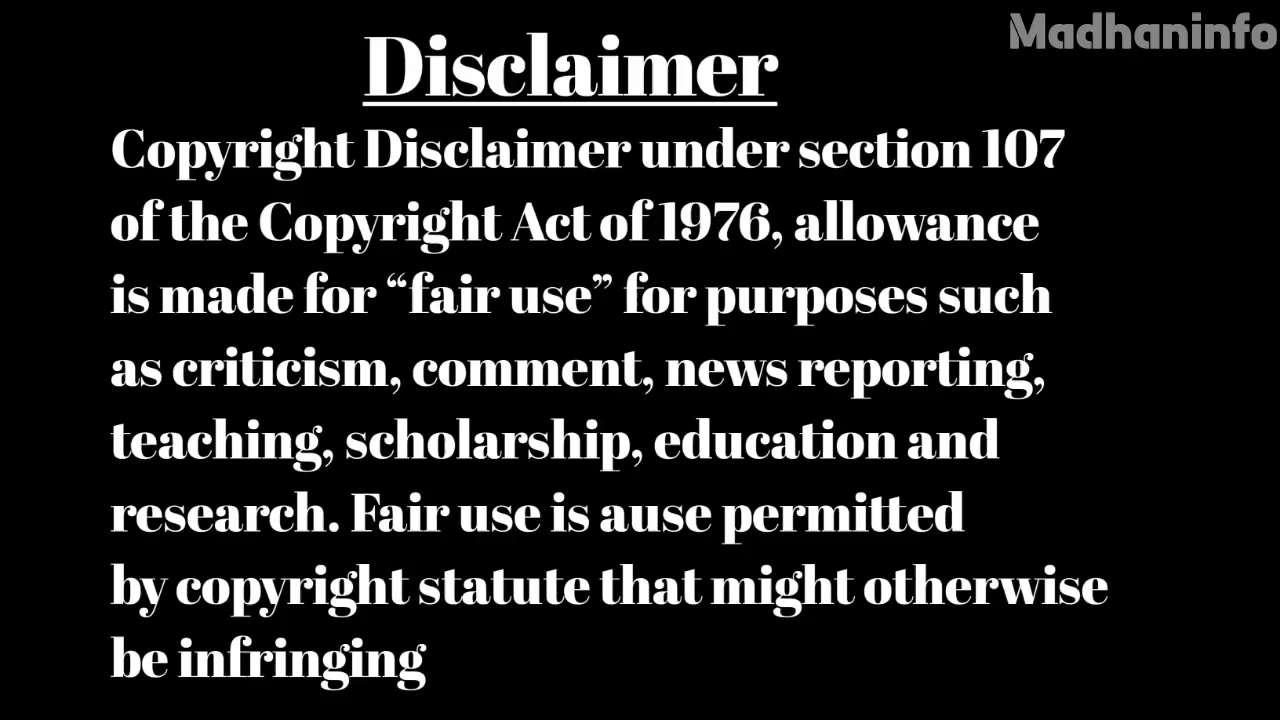 Madhaninfo
Disclaimer
Copyright Disclaimer under section 107
of the Copyright Act of 1976, allowance
is made for “fair use” for purposes such
as criticism, comment, news reporting,
teaching, scholarship, education and
research. Fair use is ause permitted
by copyright statute that might otherwise
be infringing